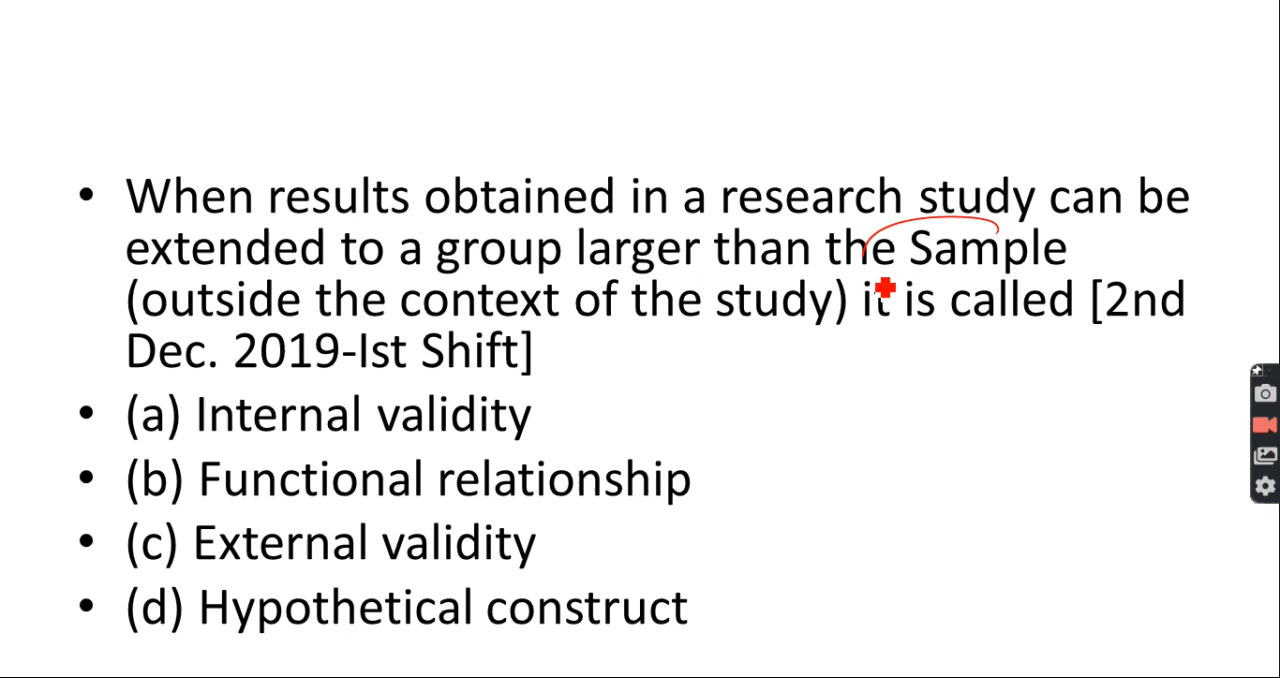 • When results obtained in a research study can be
extended to a group larger than the Sample
(outside the context of the study) it is called [2nd
Dec. 2019-Ist Shift]
• (a) Internal validity
• (b) Functional relationship
• (c) External validity
• (d) Hypothetical construct